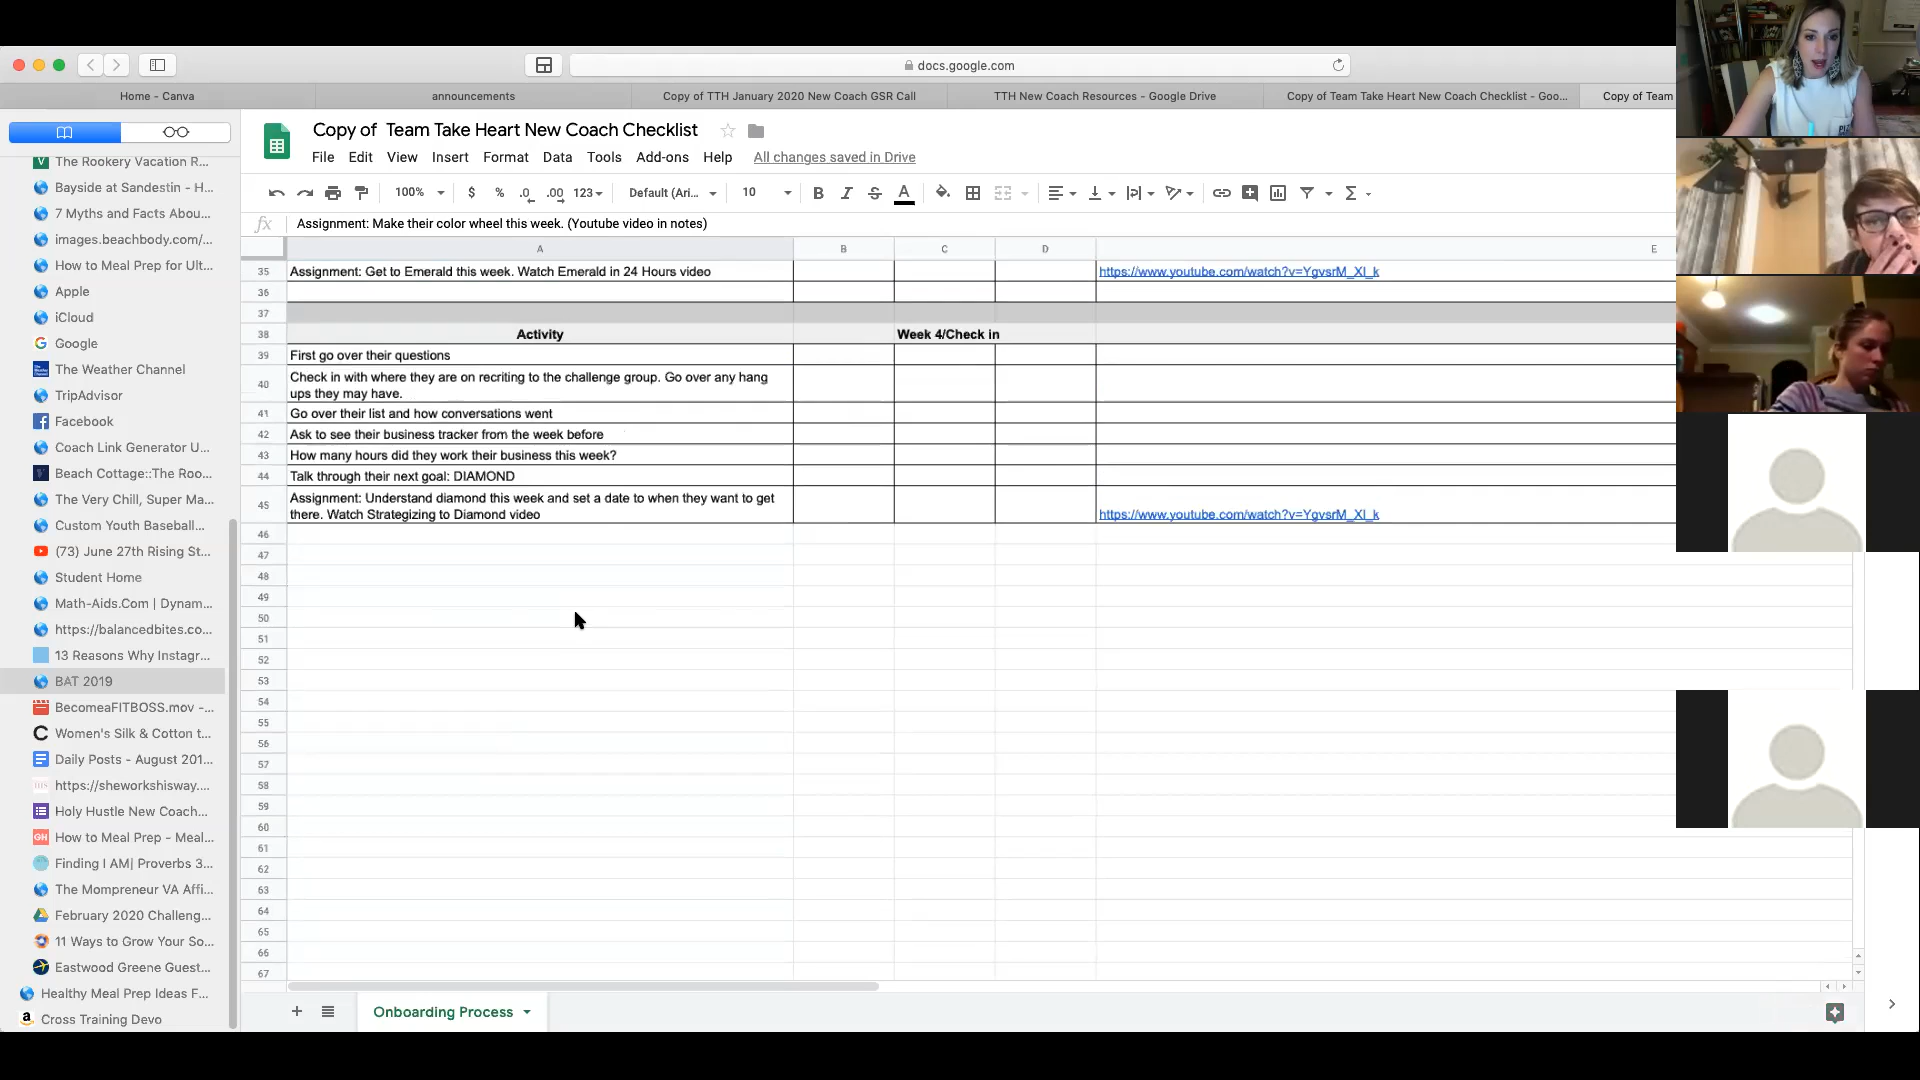 docs.google.com
Home - Canva
announcements
Copy of TTH January 2020 New Coach GSR Call
TTH New Coach Resources - Google Drive
Copy of Team Take Heart New Coach Checklist - Goo...
Copy of Team
The Rookery Vacation R...
Bayside at Sandestin - H...
7 Myths and Facts Abou...
images.beachbody.com/...
How to Meal Prep for Ult...
Apple
iCloud
Google
The Weather Channel
TripAdvisor
Facebook
Coach Link Generator U...
Beach Cottage::The Roo...
The Very Chill, Super Ma...
Custom Youth Baseball...
(73) June 27th Rising St...
Student Home
Math-Aids.Com | Dynam...
https://balancedbites.co...
13 Reasons Why Instagr...
BAT 2019
BecomeaFITBOSS.mov -...
Women's Silk & Cotton t...
Daily Posts - August 201...
https://sheworkshisway....
Holy Hustle New Coach...
GH
How to Meal Prep - Meal...
Finding I AM| Proverbs 3...
The Mompreneur VA Affi...
February 2020 Challeng...
11 Ways to Grow Your So...
Eastwood Greene Guest...
Healthy Meal Prep Ideas F...
Cross Training Devo
Copy of  Team Take Heart New Coach Checklist
File Edit View Insert Format Data Tools Add-ons Help All changes saved in Drive
100% $ % .0 .00 123 Default (Ari... 10 B I S A
fx Assignment: Make their color wheel this week. (Youtube video in notes)
A B C D E
35 Assignment: Get to Emerald this week. Watch Emerald in 24 Hours video https://www.youtube.com/watch?v=YgvsrM_XI_k
36
37
38 Activity Week 4/Check in
39 First go over their questions
40 Check in with where they are on recriting to the challenge group. Go over any hang
ups they may have.
41 Go over their list and how conversations went
42 Ask to see their business tracker from the week before
43 How many hours did they work their business this week?
44 Talk through their next goal: DIAMOND
45 Assignment: Understand diamond this week and set a date to when they want to get
there. Watch Strategizing to Diamond video https://www.youtube.com/watch?v=YgvsrM_XI_k
46
47
48
49
50
51
52
53
54
55
56
57
58
59
60
61
62
63
64
65
66
67
Onboarding Process